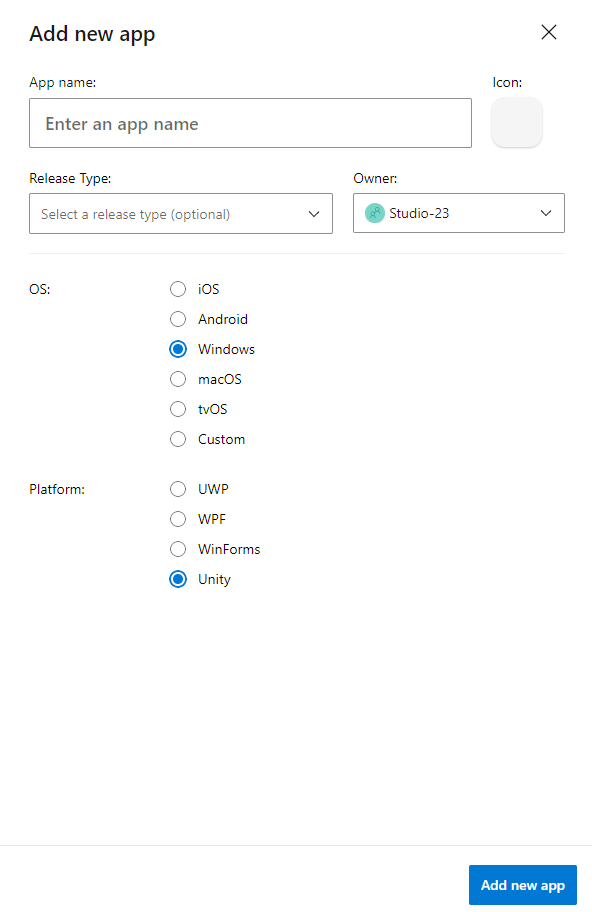 Add new app
App name:
Icon:
Enter an app name
Release Type:
Owner:
Select a release type (optional)
Studio-23
OS:
iOS
Android
Windows
macOS
tvOS
Custom
Platform:
UWP
WPF
WinForms
Unity
Add new app